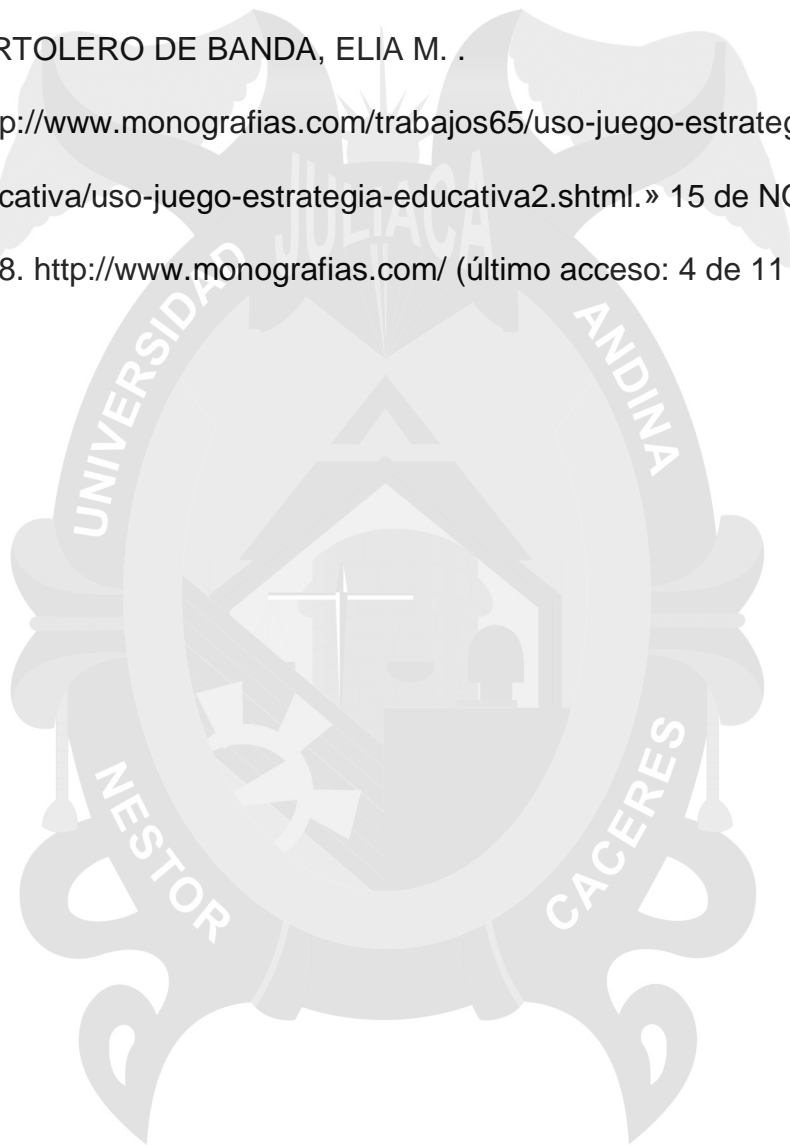 RTOLERO DE BANDA, ELIA M. .
p://www.monografias.com/trabajos65/uso-juego-estrateg
cativa/uso-juego-estrategia-educativa2.shtml.» 15 de NO
8. http://www.monografias.com/ (último acceso: 4 de 11
JULIACA
UNIVERSIDAD
ANDINA
NESTOR
CACERES